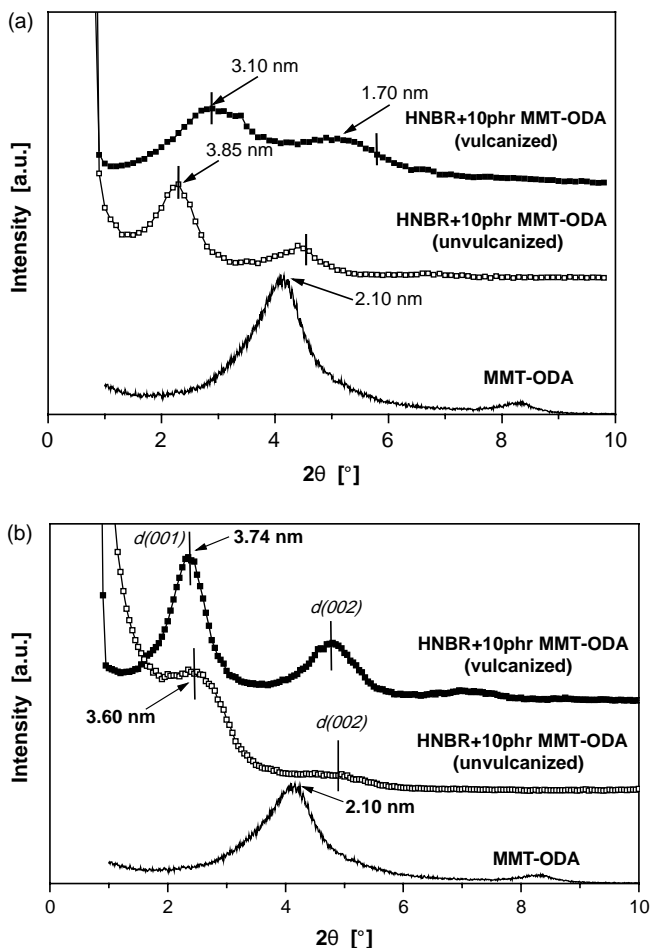 (a)
3.10 nm
1.70 nm
HNBR+10phr MMT-ODA
(vulcanized)
3.85 nm
HNBR+10phr MMT-ODA
(unvulcanized)
2.10 nm
MMT-ODA
Intensity [a.u.]
0 2 4 6 8 10
2θ [°]
(b)
d(001)
3.74 nm
d(002)
HNBR+10phr MMT-ODA
(vulcanized)
3.60 nm
d(002)
HNBR+10phr MMT-ODA
(unvulcanized)
2.10 nm
MMT-ODA
Intensity [a.u.]
0 2 4 6 8 10
2θ [°]